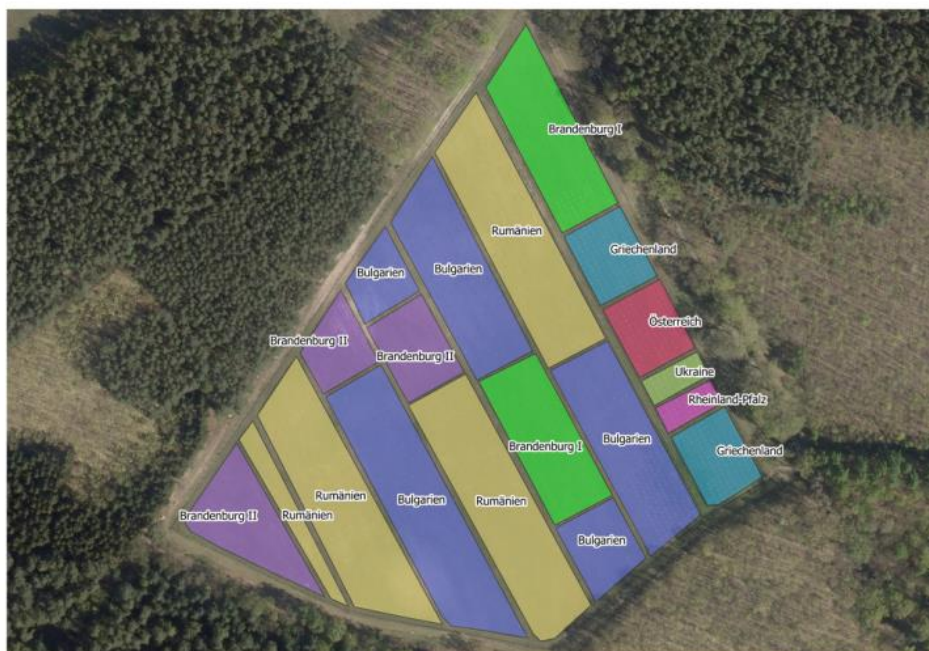 Brandenburg I
Rumänien
Griechenland
Bulgarien
Bulgarien
Österreich
Brandenburg II
Brandenburg II
Ukraine
Rheinland-Pfalz
Brandenburg I
Bulgarien
Griechenland
Rumänien
Bulgarien
Rumänien
Rumänien
Brandenburg II
Bulgarien